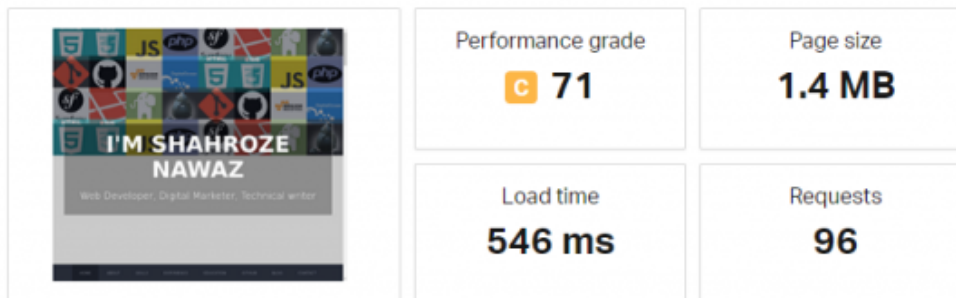 JS
php
JS
php
I'M SHAHROZE
NAWAZ
Web Developer, Digital Marketer, Technical writer
Performance grade
C 71
Page size
1.4 MB
Load time
546 ms
Requests
96